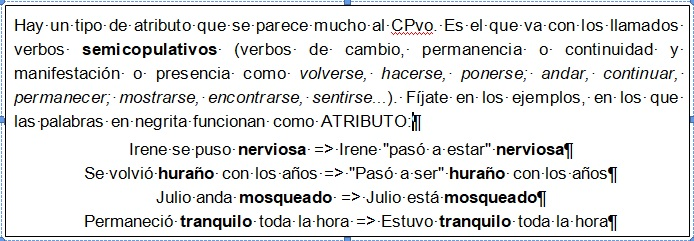 Hay un tipo de atributo que se parece mucho al CPvo. Es el que va con los llamados
verbos semicopulativos (verbos de cambio, permanencia o continuidad y
manifestación o presencia como volverse, hacerse, ponerse; andar, continuar,
permanecer; mostrarse, encontrarse, sentirse...). Fíjate en los ejemplos, en los que
las palabras en negrita funcionan como ATRIBUTO:¶
Irene se puso nerviosa => Irene "pasó a estar" nerviosa¶
Se volvió huraño con los años => "Pasó a ser" huraño con los años¶
Julio anda mosqueado => Julio está mosqueado¶
Permaneció tranquilo toda la hora => Estuvo tranquilo toda la hora¶